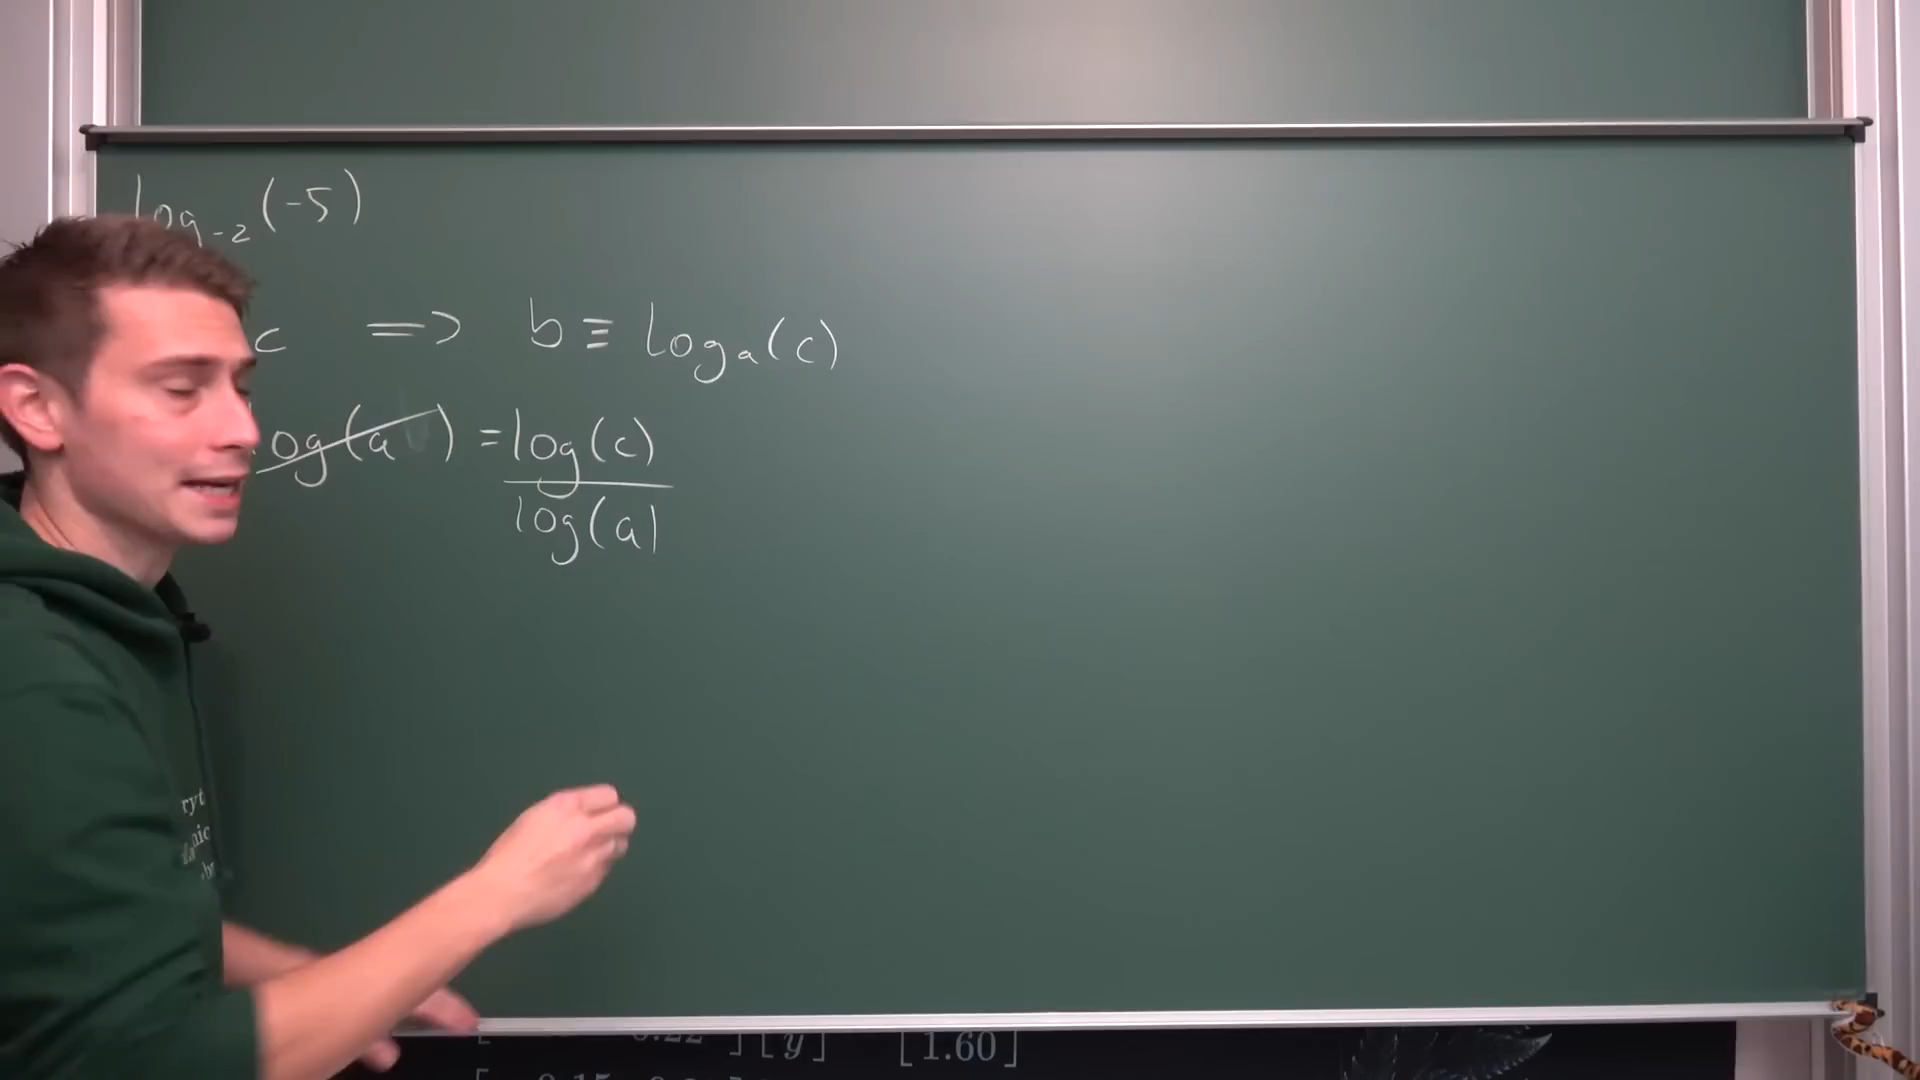 log₋₂(-5)
c => b ≡ logₐ(c)
log(a) = log(c)
log(a)
[y] [1.60]